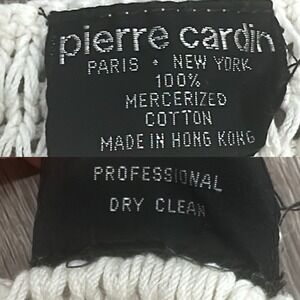 pierre cardin
PARIS • NEW YORK
100%
MERCERIZED
COTTON
MADE IN HONG KONG
PROFESSIONAL
DRY CLEAN